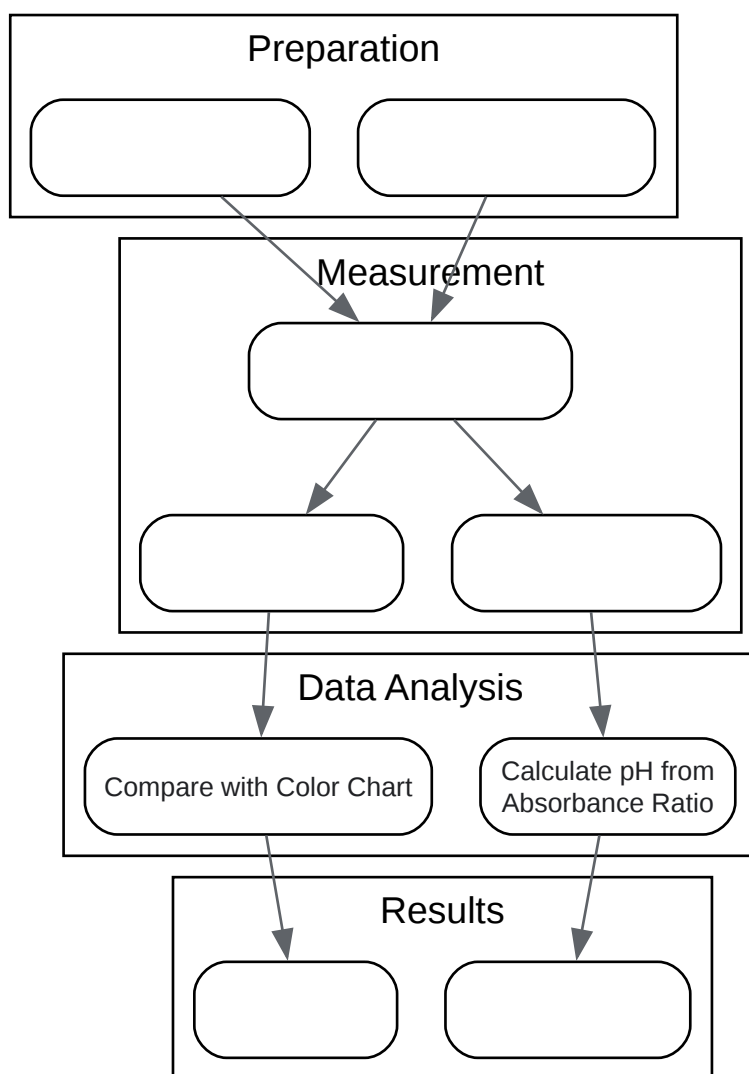 Preparation
Measurement
Data Analysis
Compare with Color Chart
Calculate pH from
Absorbance Ratio
Results